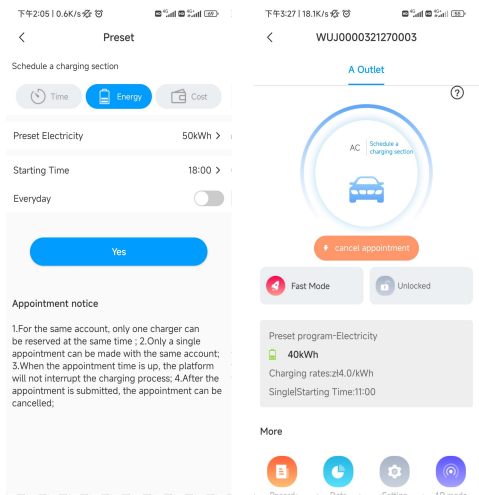 下午2:05 | 0.6K/s
4G
4G
69
Preset
Schedule a charging section
Time
Energy
Cost
Preset Electricity
50kWh
Starting Time
18:00
Everyday
Yes
Appointment notice
1.For the same account, only one charger can
be reserved at the same time ; 2.Only a single
appointment can be made with the same account;
3.When the appointment time is up, the platform
will not interrupt the charging process; 4.After the
appointment is submitted, the appointment can be
cancelled;
下午3:27 | 18.1K/s
4G
4G
WUJ0000321270003
A Outlet
?
AC
Schedule a
charging section
cancel appointment
Fast Mode
Unlocked
Preset program-Electricity
40kWh
Charging rates:zł4.0/kWh
Single|Starting Time:11:00
More